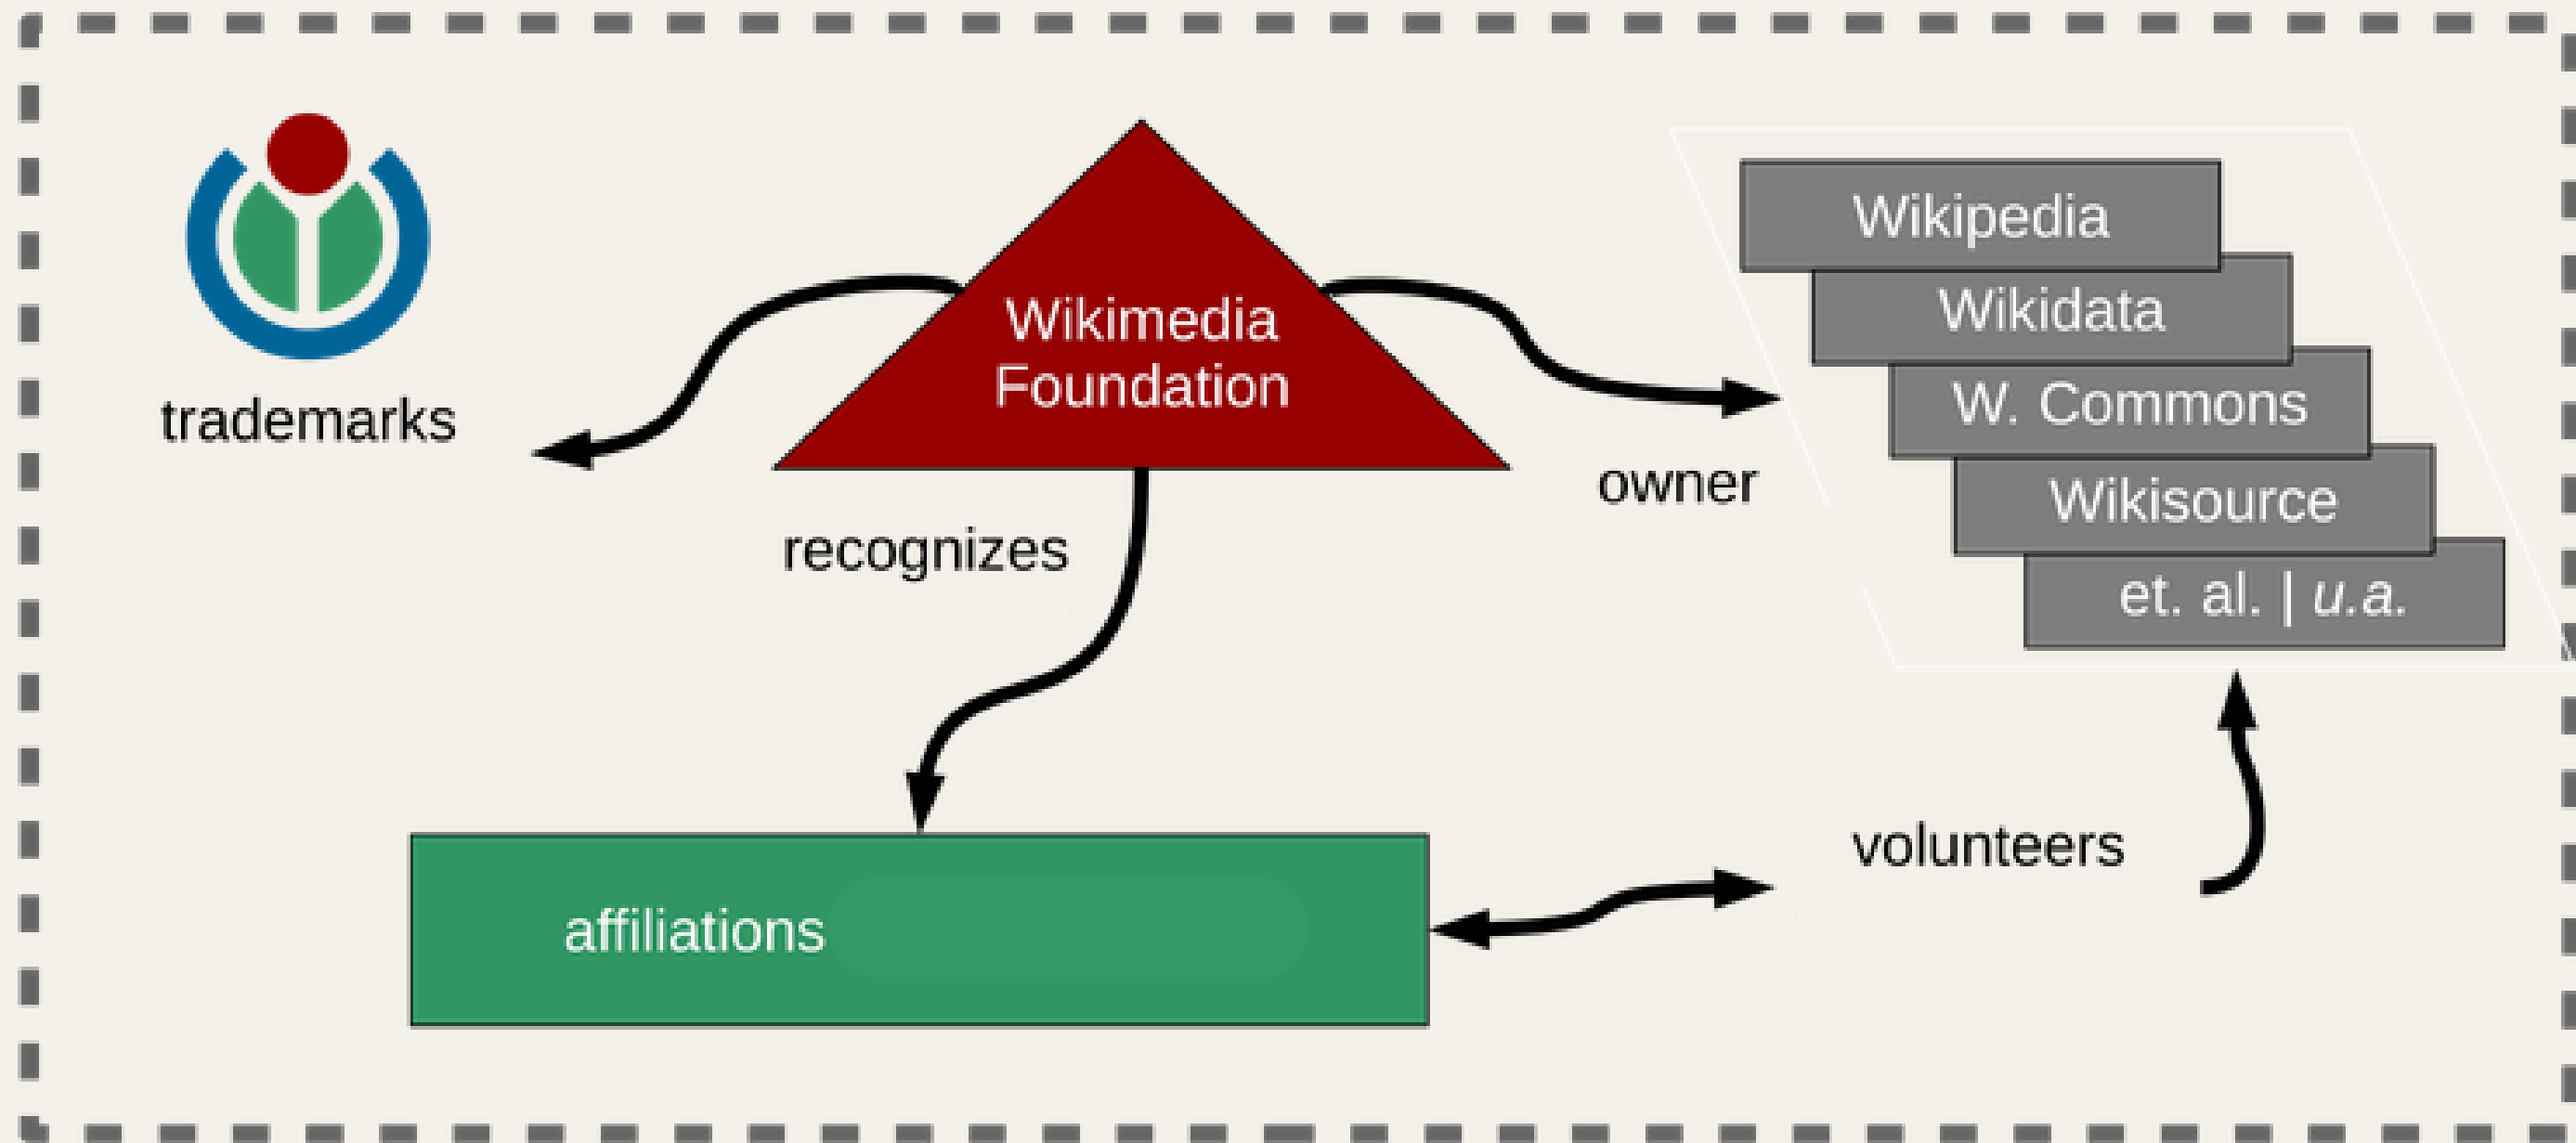 trademarks
Wikimedia
Foundation
recognizes
owner
Wikipedia
Wikidata
W. Commons
Wikisource
et. al. | u.a.
affiliations
volunteers